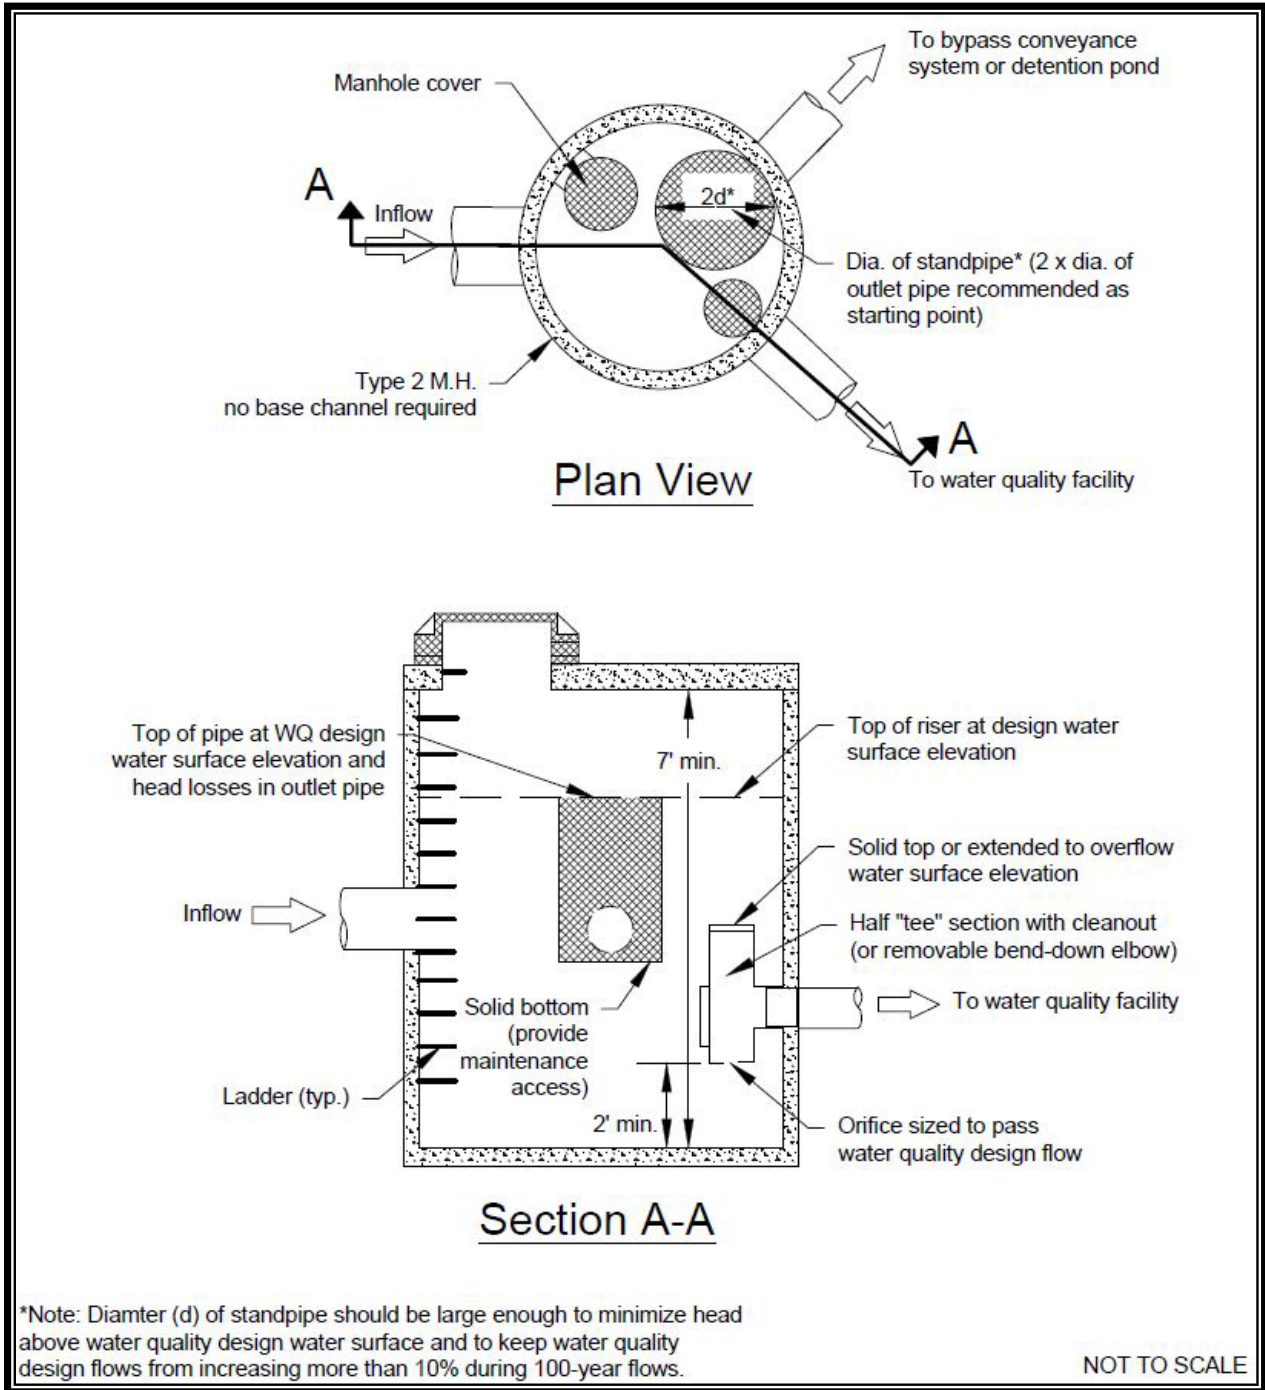 To bypass conveyance
system or detention pond
Manhole cover
A
Inflow
2d*
Dia. of standpipe* (2 x dia. of
outlet pipe recommended as
starting point)
Type 2 M.H.
no base channel required
A
To water quality facility
Plan View
Top of pipe at WQ design
water surface elevation and
head losses in outlet pipe
7' min.
Top of riser at design water
surface elevation
Solid top or extended to overflow
water surface elevation
Inflow
Half "tee" section with cleanout
(or removable bend-down elbow)
To water quality facility
Solid bottom
(provide
maintenance
access)
Ladder (typ.)
2' min.
Orifice sized to pass
water quality design flow
Section A-A
*Note: Diamter (d) of standpipe should be large enough to minimize head
above water quality design water surface and to keep water quality
design flows from increasing more than 10% during 100-year flows.
NOT TO SCALE